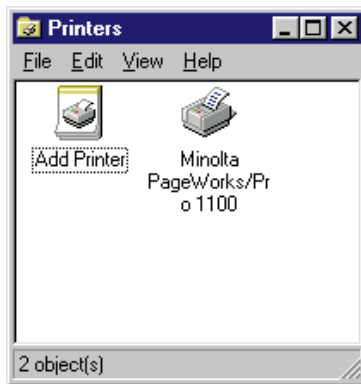 Printers
File Edit View Help
Add Printer
Minolta
PageWorks/Pr
o 1100
2 object(s)